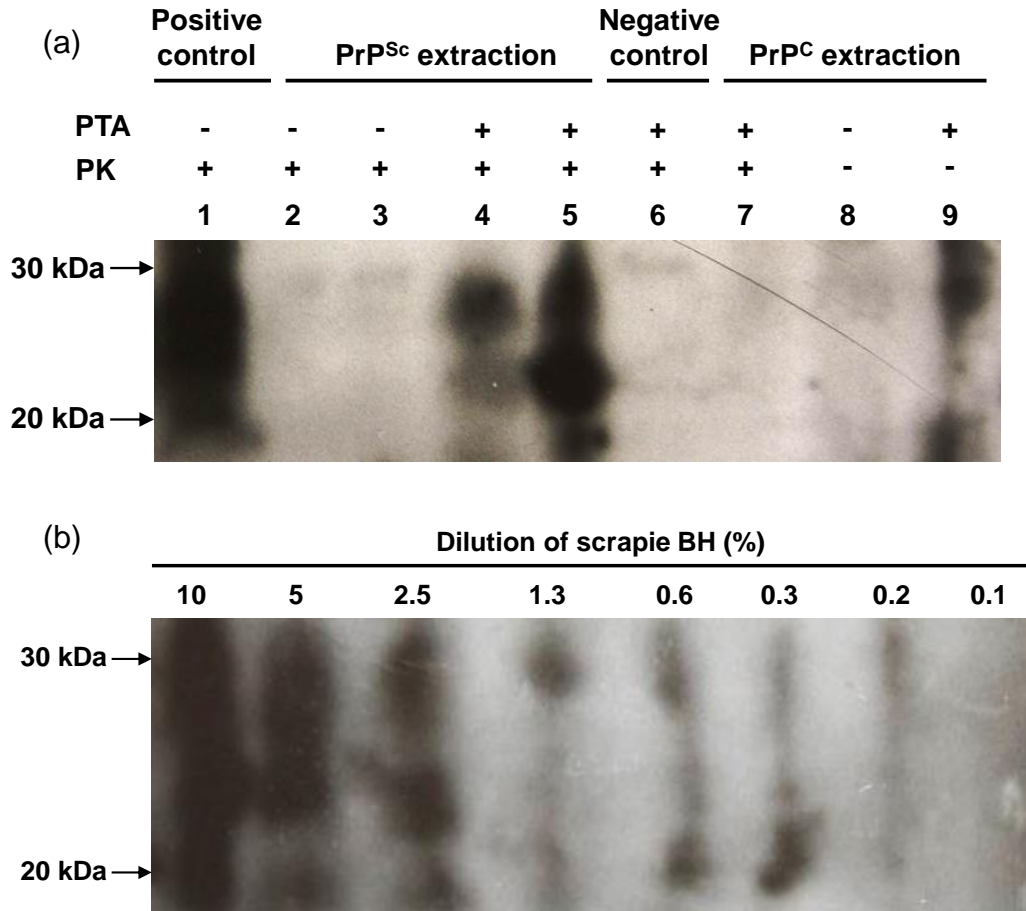 (a)
Positive control
PrPSc extraction
Negative control
PrPC extraction
PTA - - - + + + + - +
PK + + + + + + + - -
1 2 3 4 5 6 7 8 9
30 kDa
20 kDa
(b)
Dilution of scrapie BH (%)
10 5 2.5 1.3 0.6 0.3 0.2 0.1
30 kDa
20 kDa